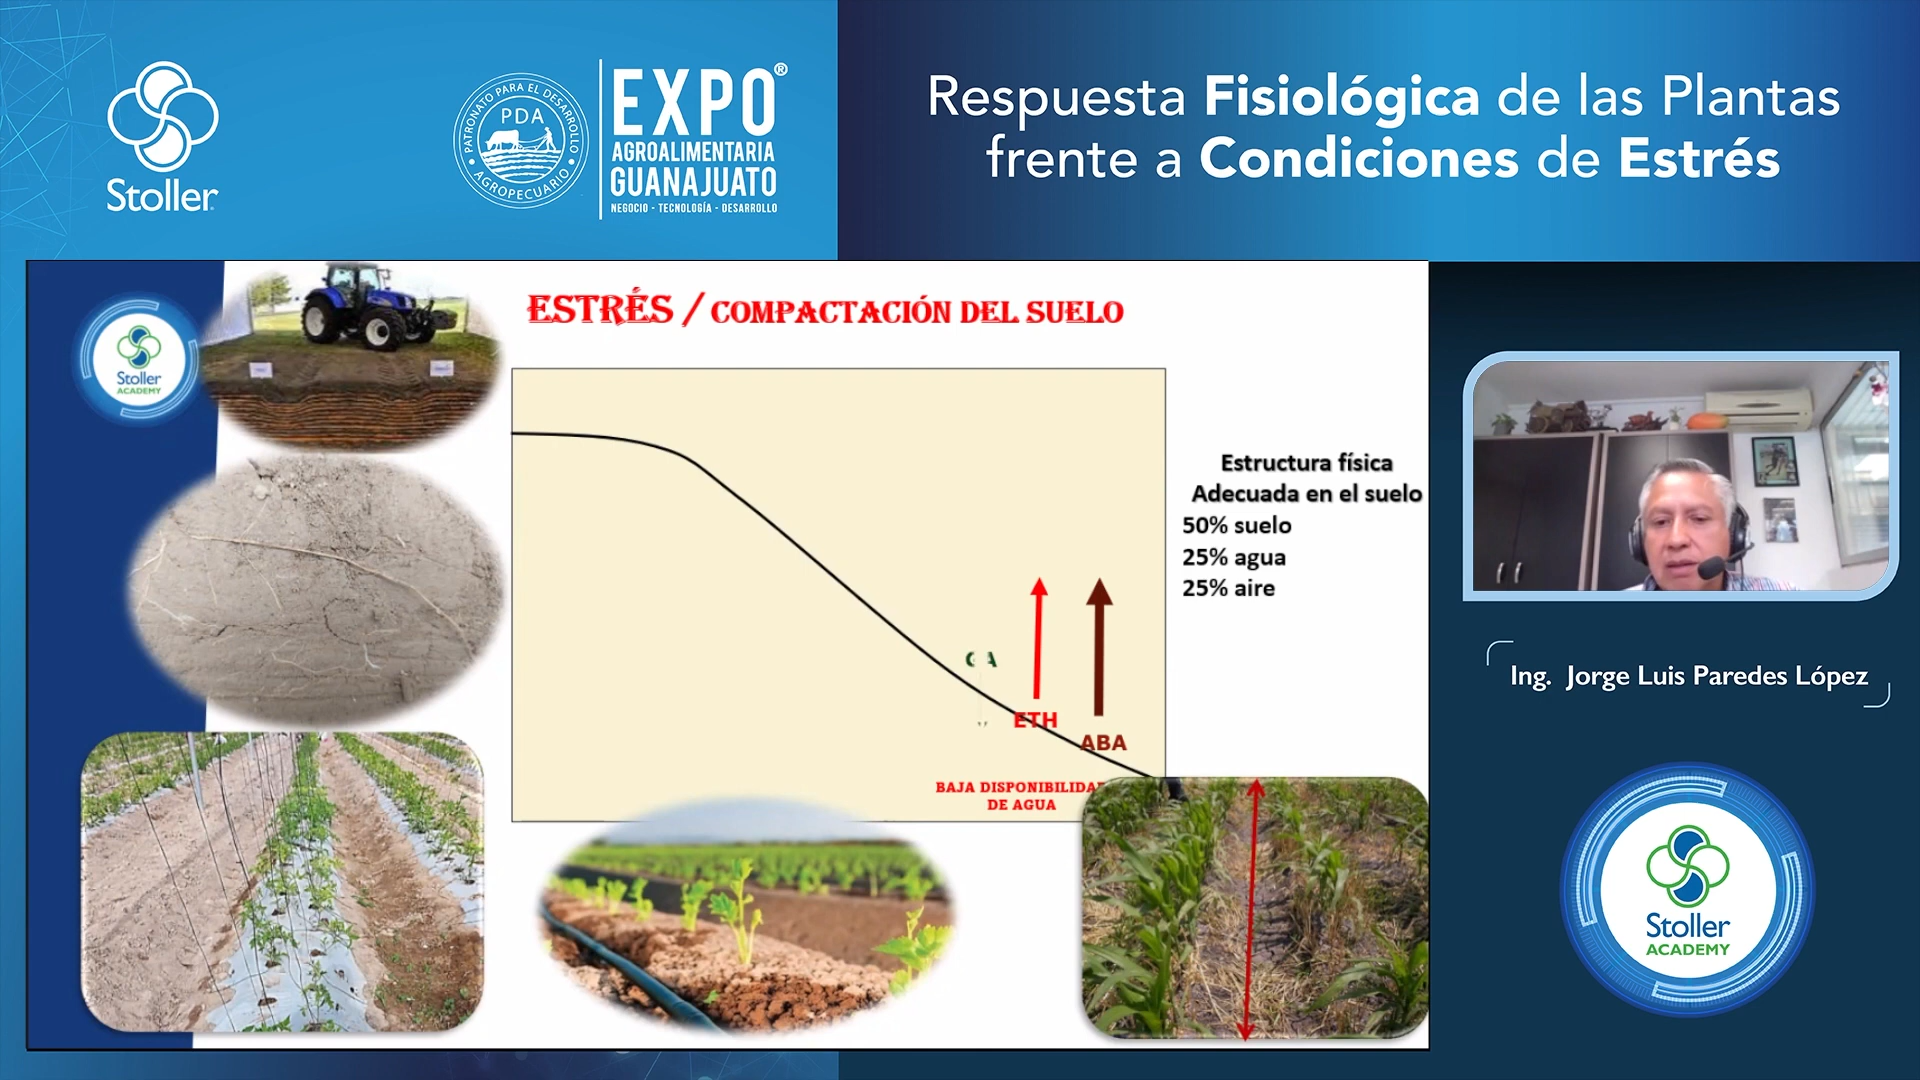 Stoller
PATRONATO PARA EL DESARROLLO
PDA
AGROPECUARIO
EXPO®
AGROALIMENTARIA
GUANAJUATO
NEGOCIO - TECNOLOGÍA - DESARROLLO
Respuesta Fisiológica de las Plantas
frente a Condiciones de Estrés
Stoller
ACADEMY
ESTRÉS / COMPACTACIÓN DEL SUELO
Estructura física
Adecuada en el suelo
50% suelo
25% agua
25% aire
ETH
ABA
BAJA DISPONIBILIDA
DE AGUA
Ing. Jorge Luis Paredes López
Stoller
ACADEMY